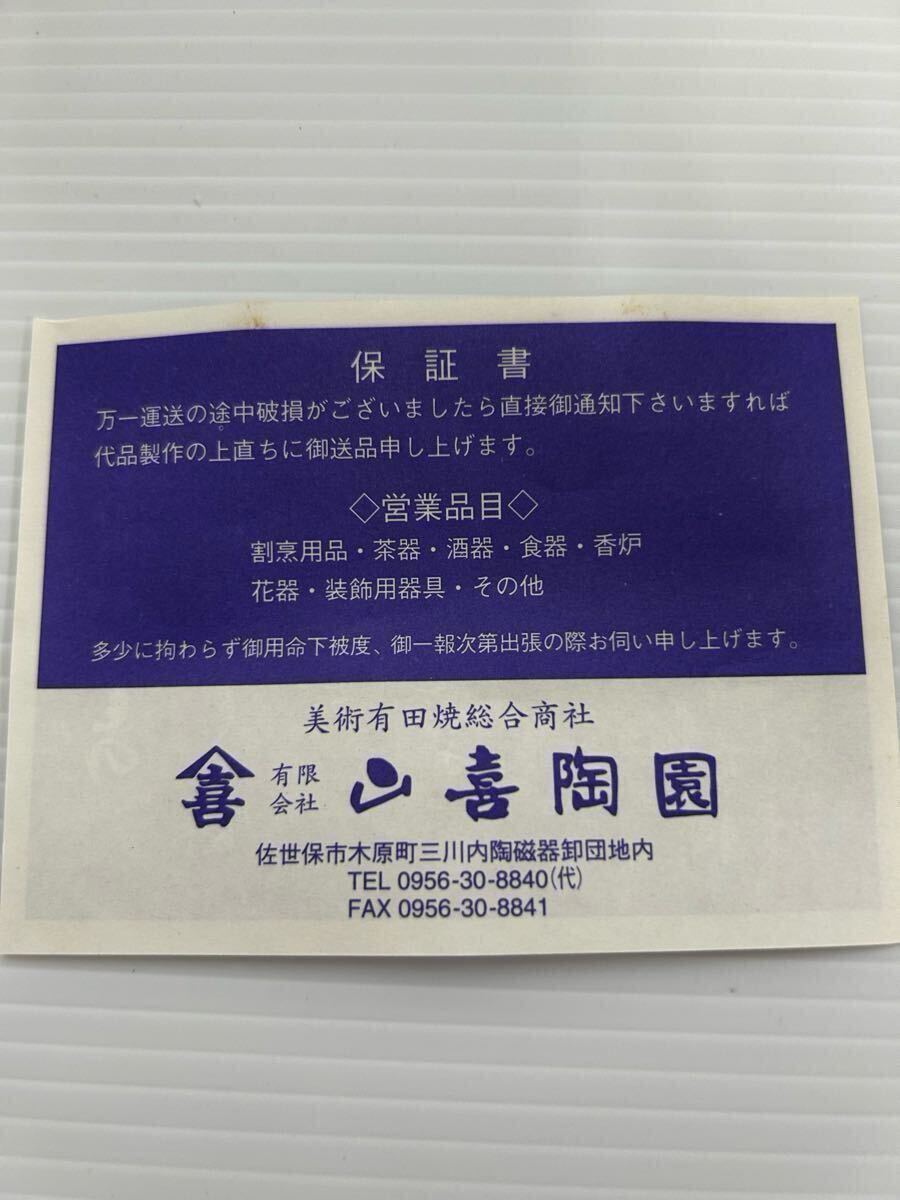 保証書
万一運送の途中破損がございましたら直接御通知下さいますれば
代品製作の上直ちに御送品申し上げます。
◇営業品目◇
割烹用品・茶器・酒器・食器・香炉
花器・装飾用器具・その他
多少に拘わらず御用命下被度、御一報次第出張の際お伺い申し上げます。
美術有田焼総合商社
喜 有限会社 山喜陶園
佐世保市木原町三川内陶磁器卸団地内
TEL 0956-30-8840(代)
FAX 0956-30-8841